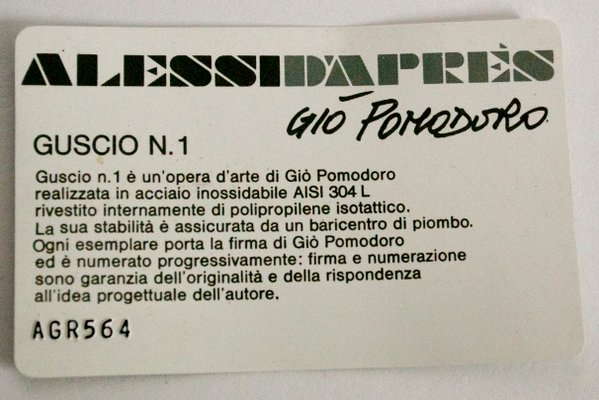 ALESSI D'APRÈS
GIÒ POMODORO
GUSCIO N.1
Guscio n.1 è un'opera d'arte di Giò Pomodoro
realizzata in acciaio inossidabile AISI 304 L
rivestito internamente di polipropilene isotattico.
La sua stabilità è assicurata da un baricentro di piombo.
Ogni esemplare porta la firma di Giò Pomodoro
ed è numerato progressivamente: firma e numerazione
sono garanzia dell'originalità e della rispondenza
all'idea progettuale dell'autore.
AGR564